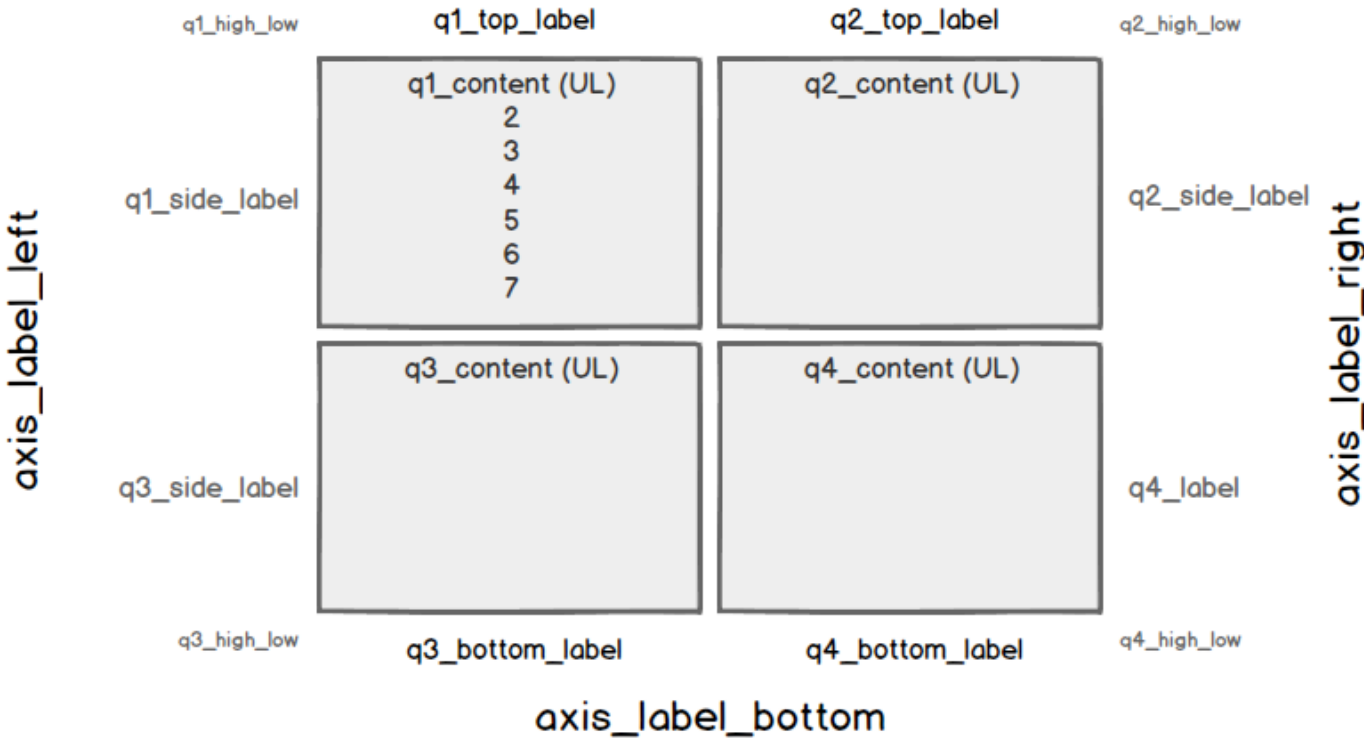 q1_high_low
q1_top_label
q2_top_label
q2_high_low
q1_content (UL)
2
3
4
5
6
7
q2_content (UL)
q1_side_label
q2_side_label
axis_label_left
axis_label_right
q3_content (UL)
q4_content (UL)
q3_side_label
q4_label
q3_high_low
q3_bottom_label
q4_bottom_label
q4_high_low
axis_label_bottom